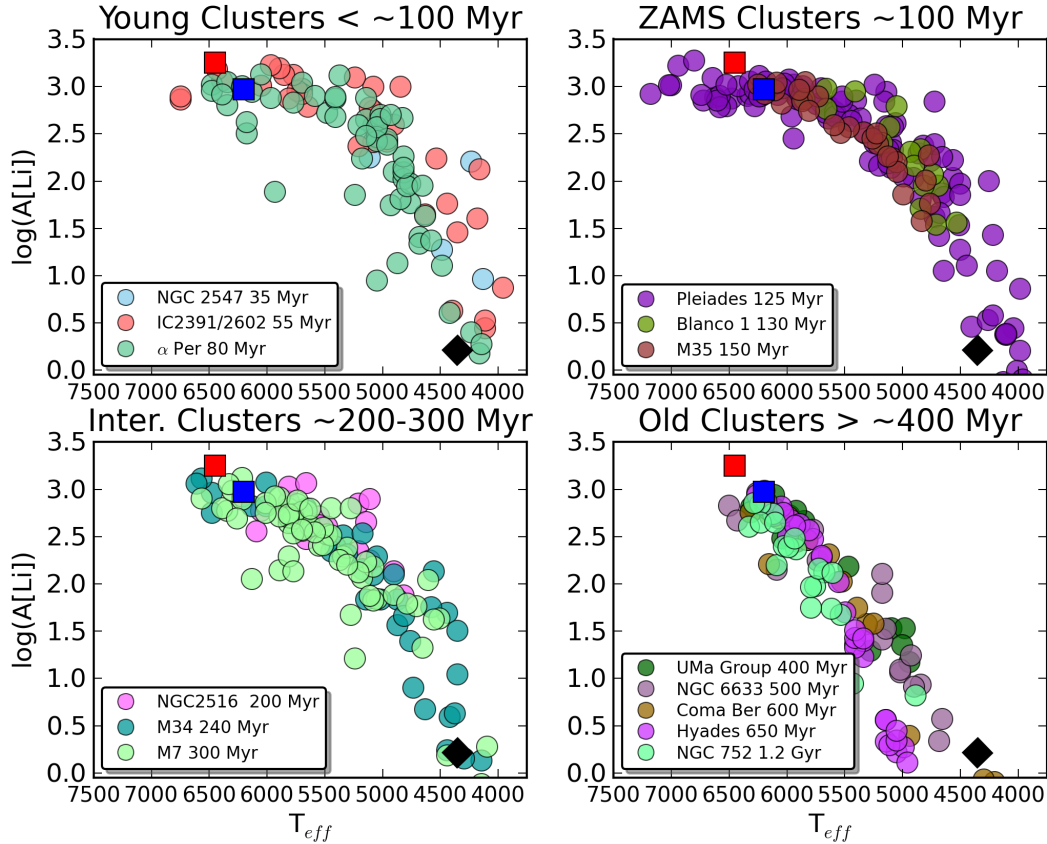 Young Clusters < ~100 Myr
ZAMS Clusters ~100 Myr
3.5
3.0
2.5
2.0
1.5
1.0
0.5
0.0
log(A[Li])
NGC 2547 35 Myr
IC2391/2602 55 Myr
α Per 80 Myr
7500 7000 6500 6000 5500 5000 4500 4000
3.5
3.0
2.5
2.0
1.5
1.0
0.5
0.0
Pleiades 125 Myr
Blanco 1 130 Myr
M35 150 Myr
7500 7000 6500 6000 5500 5000 4500 4000
Inter. Clusters ~200-300 Myr
Old Clusters > ~400 Myr
3.5
3.0
2.5
2.0
1.5
1.0
0.5
0.0
log(A[Li])
NGC2516 200 Myr
M34 240 Myr
M7 300 Myr
7500 7000 6500 6000 5500 5000 4500 4000
T_eff
3.5
3.0
2.5
2.0
1.5
1.0
0.5
0.0
UMa Group 400 Myr
NGC 6633 500 Myr
Coma Ber 600 Myr
Hyades 650 Myr
NGC 752 1.2 Gyr
7500 7000 6500 6000 5500 5000 4500 4000
T_eff